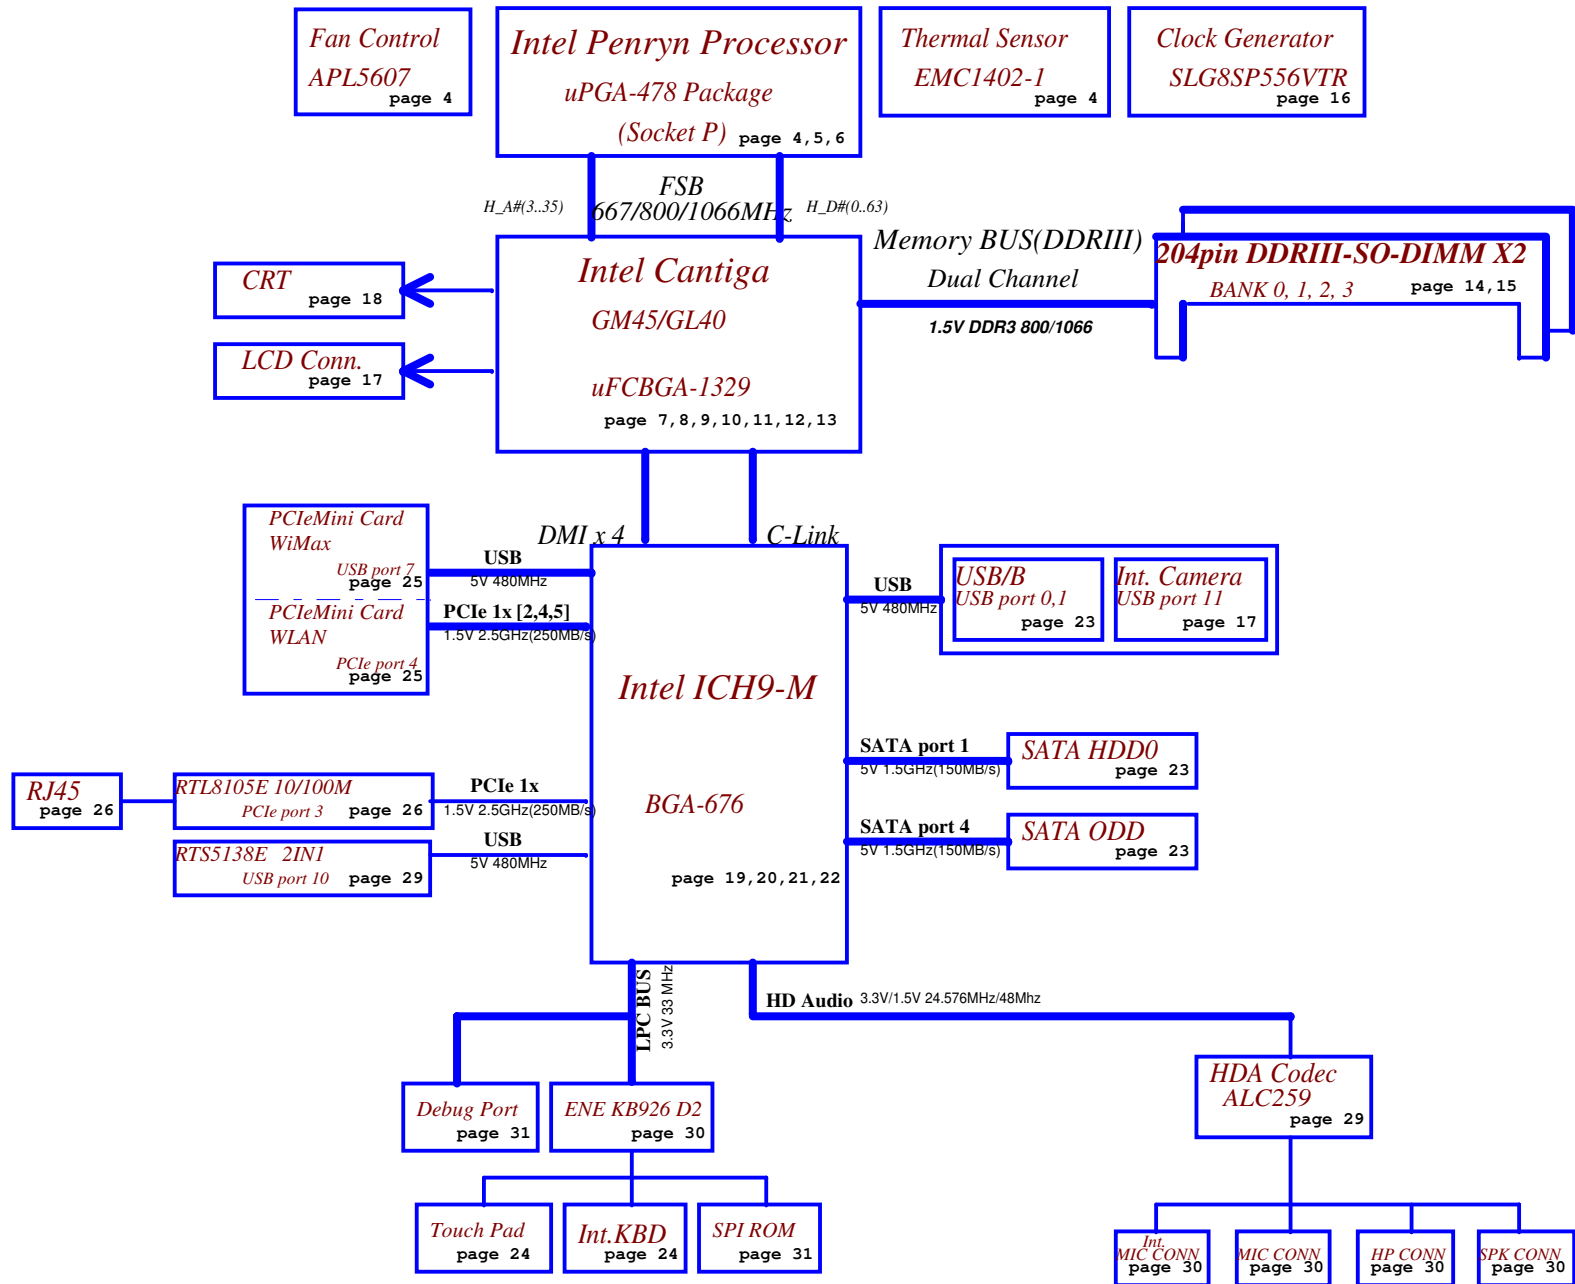 Fan Control
APL5607
page 4
Intel Penryn Processor
uPGA-478 Package
(Socket P)
page 4,5,6
Thermal Sensor
EMC1402-1
page 4
Clock Generator
SLG8SP556VTR
page 16
FSB
H_A#(3..35)
667/800/1066MHz
H_D#(0..63)
Intel Cantiga
GM45/GL40
uFCBGA-1329
page 7,8,9,10,11,12,13
CRT
page 18
LCD Conn.
page 17
Memory BUS(DDRIII)
Dual Channel
1.5V DDR3 800/1066
204pin DDRIII-SO-DIMM X2
BANK 0, 1, 2, 3
page 14,15
DMI x 4
C-Link
PCIeMini Card
WiMax
USB port 7
page 25
USB
5V 480MHz
PCIeMini Card
WLAN
PCIe port 4
page 25
PCIe 1x [2,4,5]
1.5V 2.5GHz(250MB/s)
Intel ICH9-M
BGA-676
page 19,20,21,22
USB
5V 480MHz
USB/B
USB port 0,1
page 23
Int. Camera
USB port 11
page 17
SATA port 1
5V 1.5GHz(150MB/s)
SATA HDD0
page 23
SATA port 4
5V 1.5GHz(150MB/s)
SATA ODD
page 23
RJ45
page 26
RTL8105E 10/100M
PCIe port 3
page 26
PCIe 1x
1.5V 2.5GHz(250MB/s)
RTS5138E 2IN1
USB port 10
page 29
USB
5V 480MHz
LPC BUS
3.3V 33 MHz
HD Audio
3.3V/1.5V 24.576MHz/48Mhz
Debug Port
page 31
ENE KB926 D2
page 30
HDA Codec
ALC259
page 29
Touch Pad
page 24
Int.KBD
page 24
SPI ROM
page 31
Int.
MIC CONN
page 30
MIC CONN
page 30
HP CONN
page 30
SPK CONN
page 30